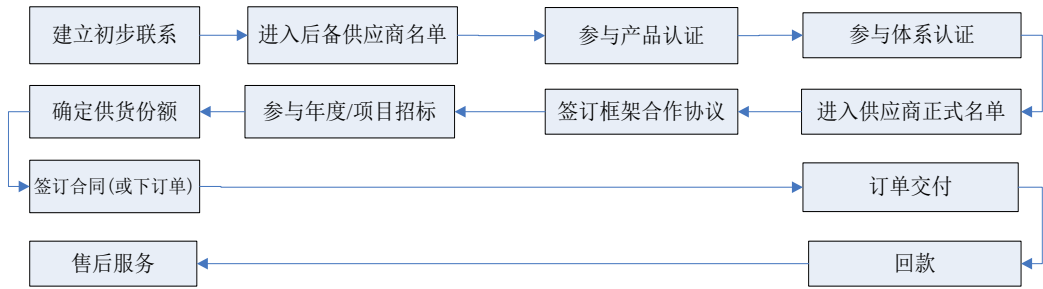 建立初步联系
进入后备供应商名单
参与产品认证
参与体系认证
进入供应商正式名单
签订框架合作协议
参与年度/项目招标
确定供货份额
签订合同(或下订单)
订单交付
回款
售后服务